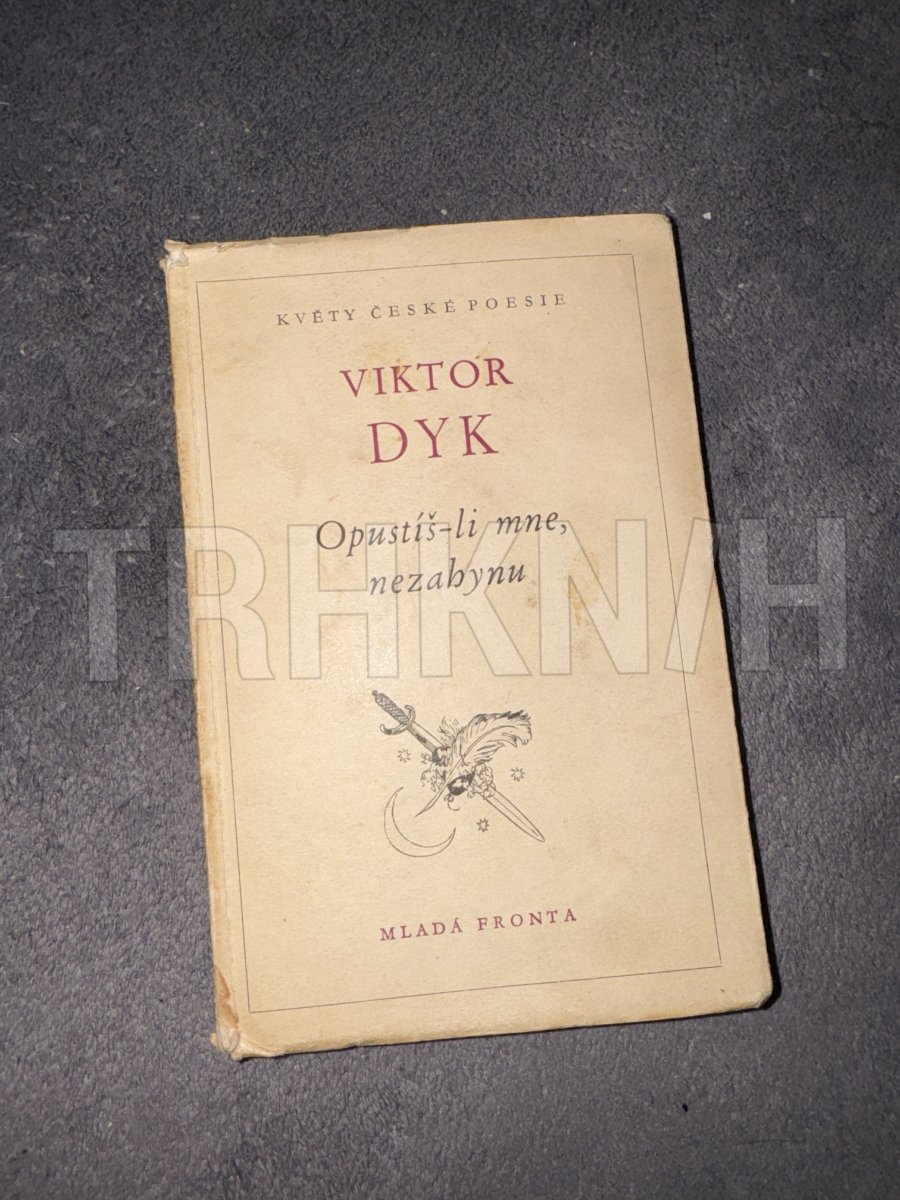 KVĚTY ČESKÉ POESIE
VIKTOR
DYK
Opustíš-li mne,
nezahynu
TRHKNIH
MLADÁ FRONTA